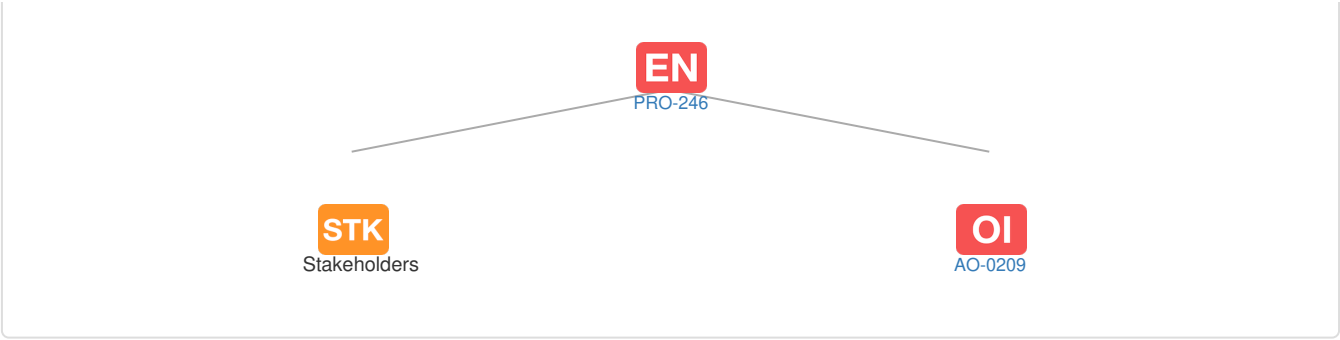 EN
PRO-246
STK
Stakeholders
OI
AO-0209